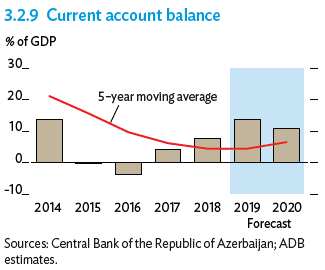 3.2.9 Current account balance
% of GDP
30
20
10
0
-10
5-year moving average
2014 2015 2016 2017 2018 2019 2020
Forecast
Sources: Central Bank of the Republic of Azerbaijan; ADB
estimates.